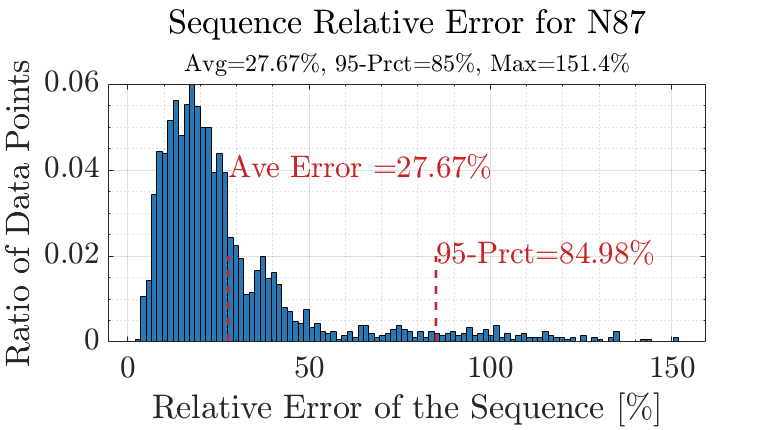 Sequence Relative Error for N87
Avg=27.67%, 95-Prct=85%, Max=151.4%
Ratio of Data Points
0.06
0.04
0.02
0
Ave Error =27.67%
95-Prct=84.98%
0 50 100 150
Relative Error of the Sequence [%]